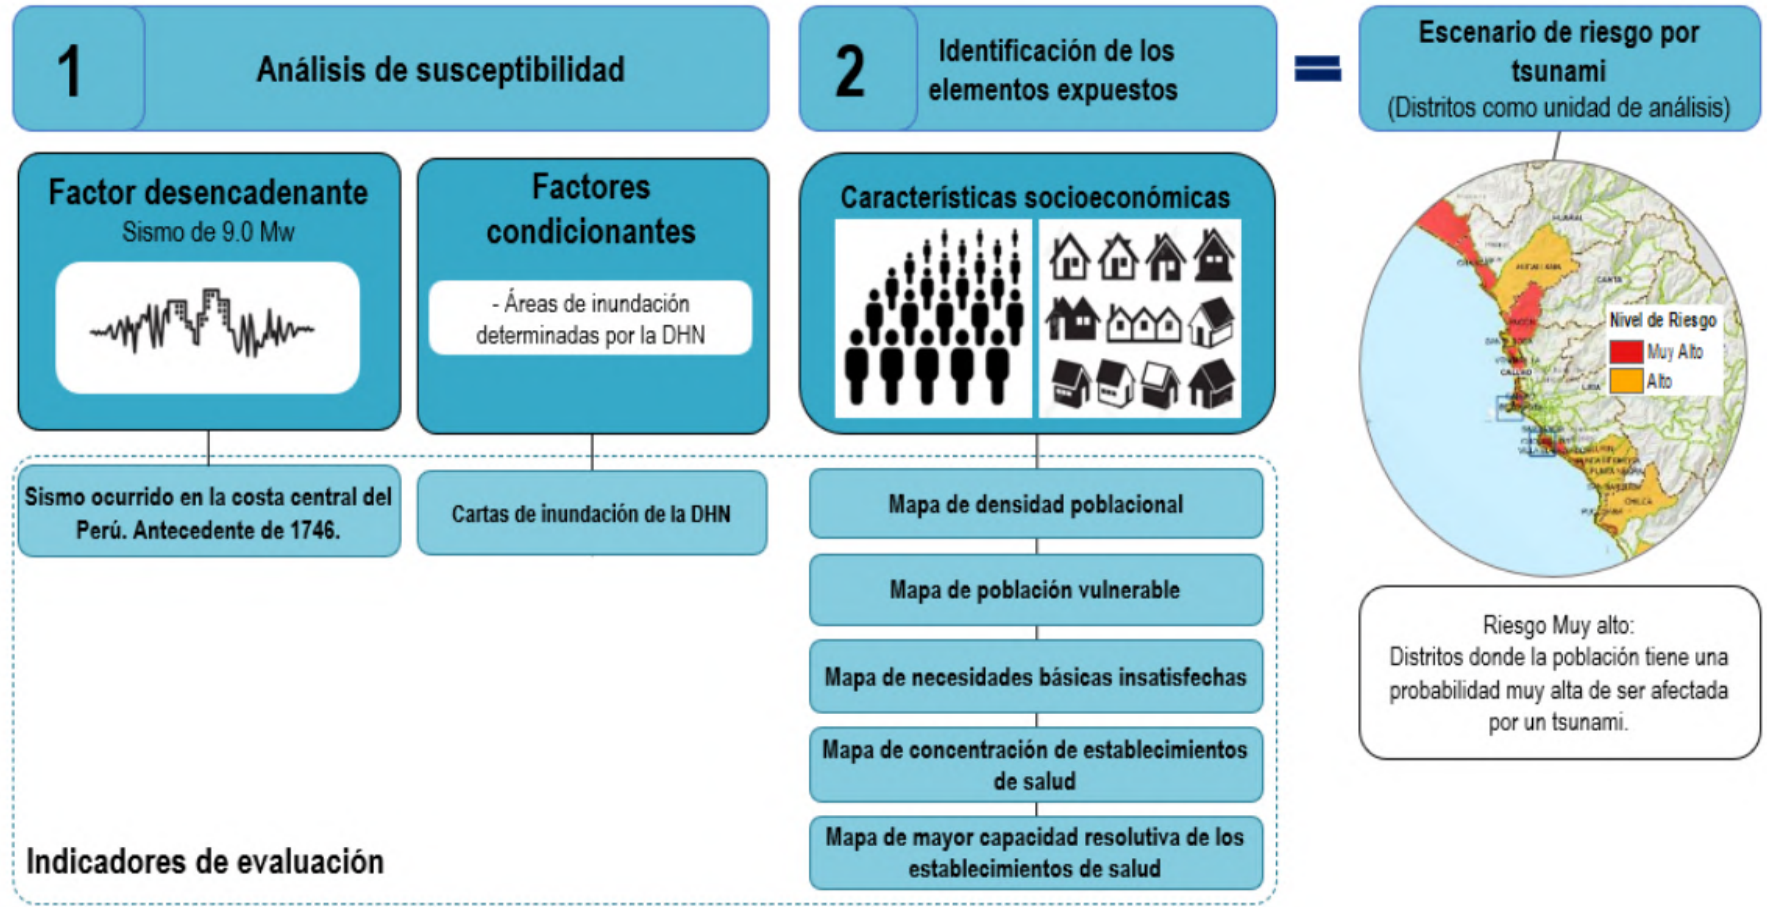 1
Análisis de susceptibilidad
2
Identificación de los
elementos expuestos
Escenario de riesgo por
tsunami
(Distritos como unidad de análisis)
Factor desencadenante
Sismo de 9.0 Mw
Factores
condicionantes
- Áreas de inundación
determinadas por la DHN
Características socioeconómicas
HUARAL
CANTA
Nivel de Riesgo
Muy Alto
Alto
CALLAO
LIMA
CHILCA
Sismo ocurrido en la costa central del
Perú. Antecedente de 1746.
Cartas de inundación de la DHN
Mapa de densidad poblacional
Mapa de población vulnerable
Mapa de necesidades básicas insatisfechas
Mapa de concentración de establecimientos
de salud
Mapa de mayor capacidad resolutiva de los
establecimientos de salud
Indicadores de evaluación
Riesgo Muy alto:
Distritos donde la población tiene una
probabilidad muy alta de ser afectada
por un tsunami.